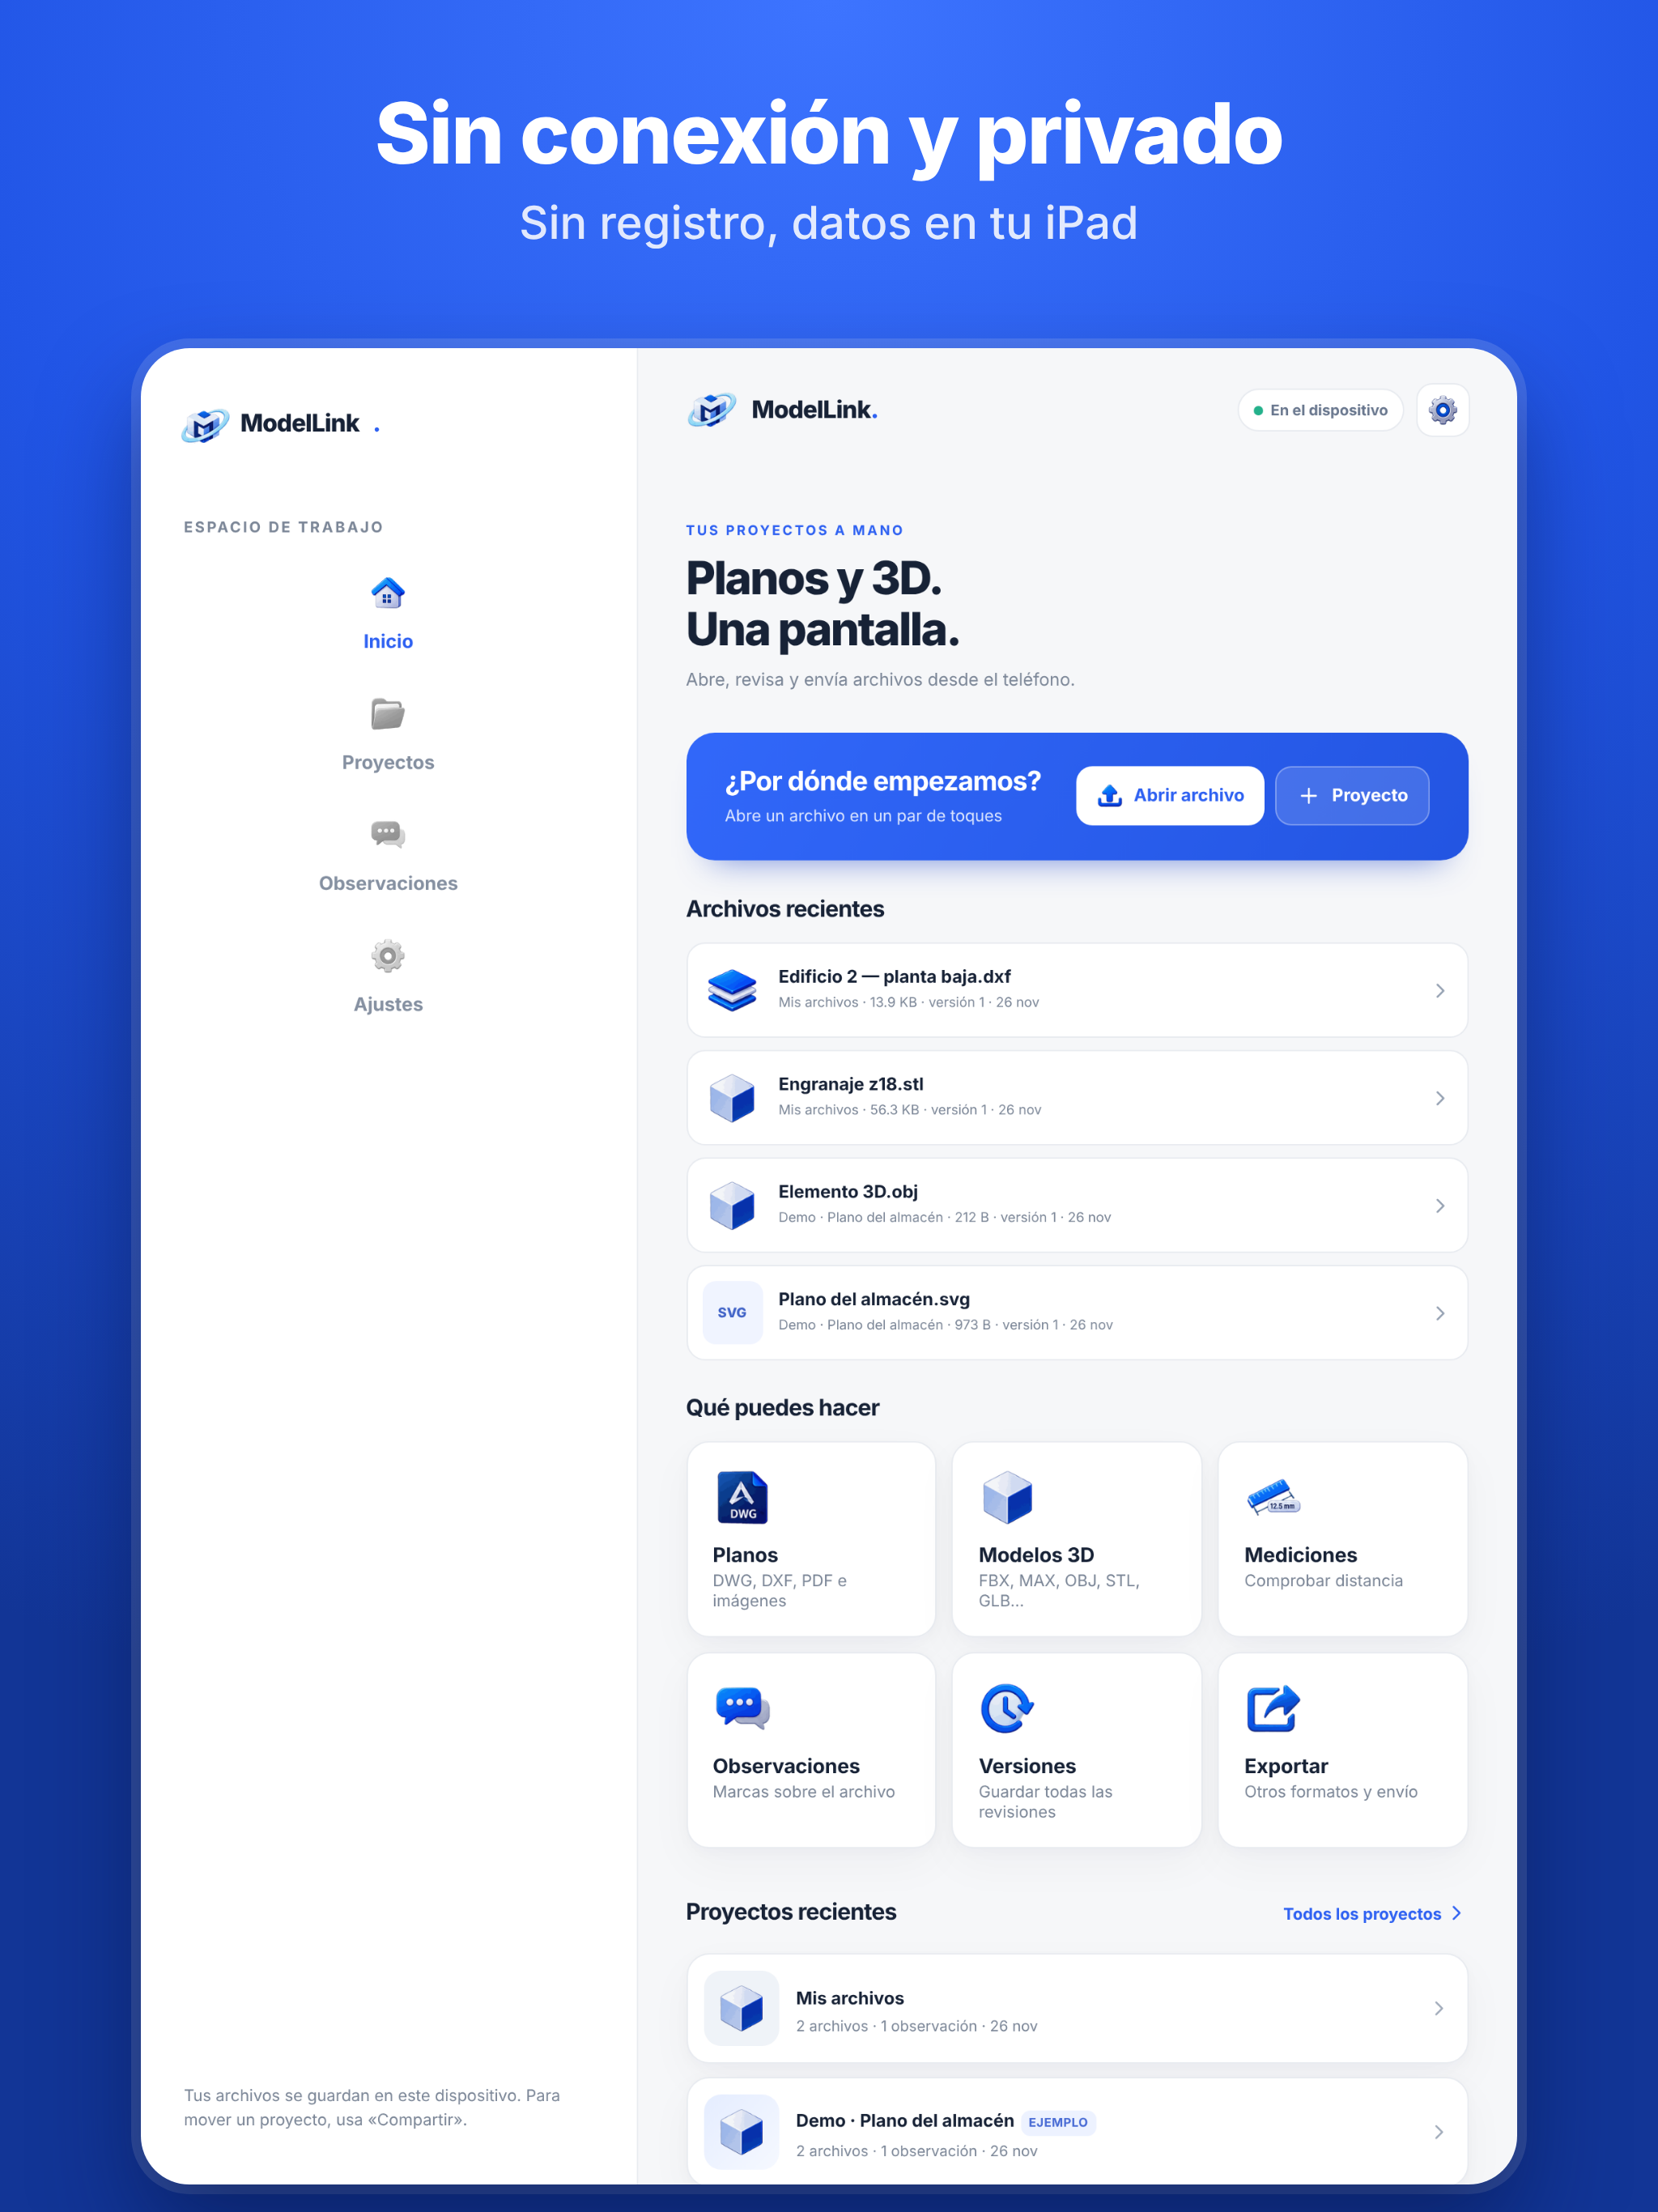 Sin conexión y privado
Sin registro, datos en tu iPad
ModelLink .
ESPACIO DE TRABAJO
Inicio
Proyectos
Observaciones
Ajustes
Tus archivos se guardan en este dispositivo. Para
mover un proyecto, usa «Compartir».
ModelLink.
En el dispositivo
TUS PROYECTOS A MANO
Planos y 3D.
Una pantalla.
Abre, revisa y envía archivos desde el teléfono.
¿Por dónde empezamos?
Abre un archivo en un par de toques
Abrir archivo
+ Proyecto
Archivos recientes
Edificio 2 — planta baja.dxf
Mis archivos · 13.9 KB · versión 1 · 26 nov
Engranaje z18.stl
Mis archivos · 56.3 KB · versión 1 · 26 nov
Elemento 3D.obj
Demo · Plano del almacén · 212 B · versión 1 · 26 nov
SVG
Plano del almacén.svg
Demo · Plano del almacén · 973 B · versión 1 · 26 nov
Qué puedes hacer
DWG
Planos
DWG, DXF, PDF e
imágenes
Modelos 3D
FBX, MAX, OBJ, STL,
GLB...
12.5 mm
Mediciones
Comprobar distancia
Observaciones
Marcas sobre el archivo
Versiones
Guardar todas las
revisiones
Exportar
Otros formatos y envío
Proyectos recientes
Todos los proyectos
Mis archivos
2 archivos · 1 observación · 26 nov
Demo · Plano del almacén EJEMPLO
2 archivos · 1 observación · 26 nov